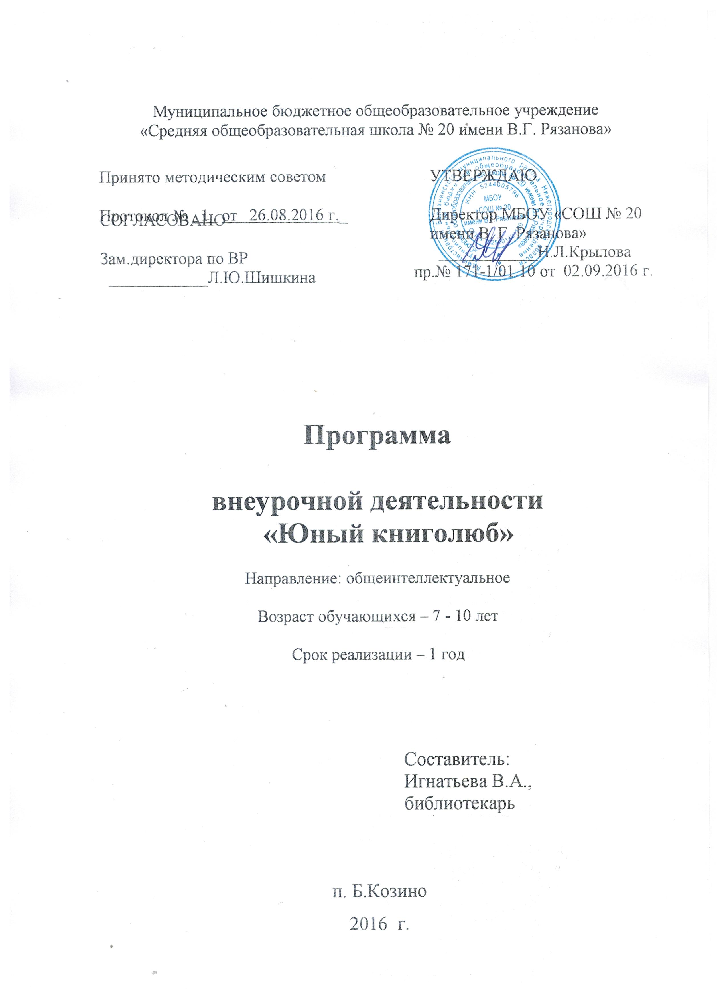 Муниципальное бюджетное общеобразовательное учреждение
«Средняя общеобразовательная школа № 20 имени В.Г. Рязанова»
Принято методическим советом
Протокол № 1 от 26.08.2016 г.
СОГЛАСОВАНО
Зам.директора по ВР
____________Л.Ю.Шишкина
УТВЕРЖДАЮ
Директор МБОУ «СОШ № 20
имени В. Г. Рязанова»
____________Н.Л.Крылова
пр.№ 171-1/01.10 от 02.09.2016 г.
ИНН 5244005796
МБОУ
«СОШ № 20
имени В.Г.Рязанова»
Программа
внеурочной деятельности
«Юный книголюб»
Направление: общеинтеллектуальное
Возраст обучающихся – 7 - 10 лет
Срок реализации – 1 год
Составитель:
Игнатьева В.А.,
библиотекарь
п. Б.Козино
2016 г.